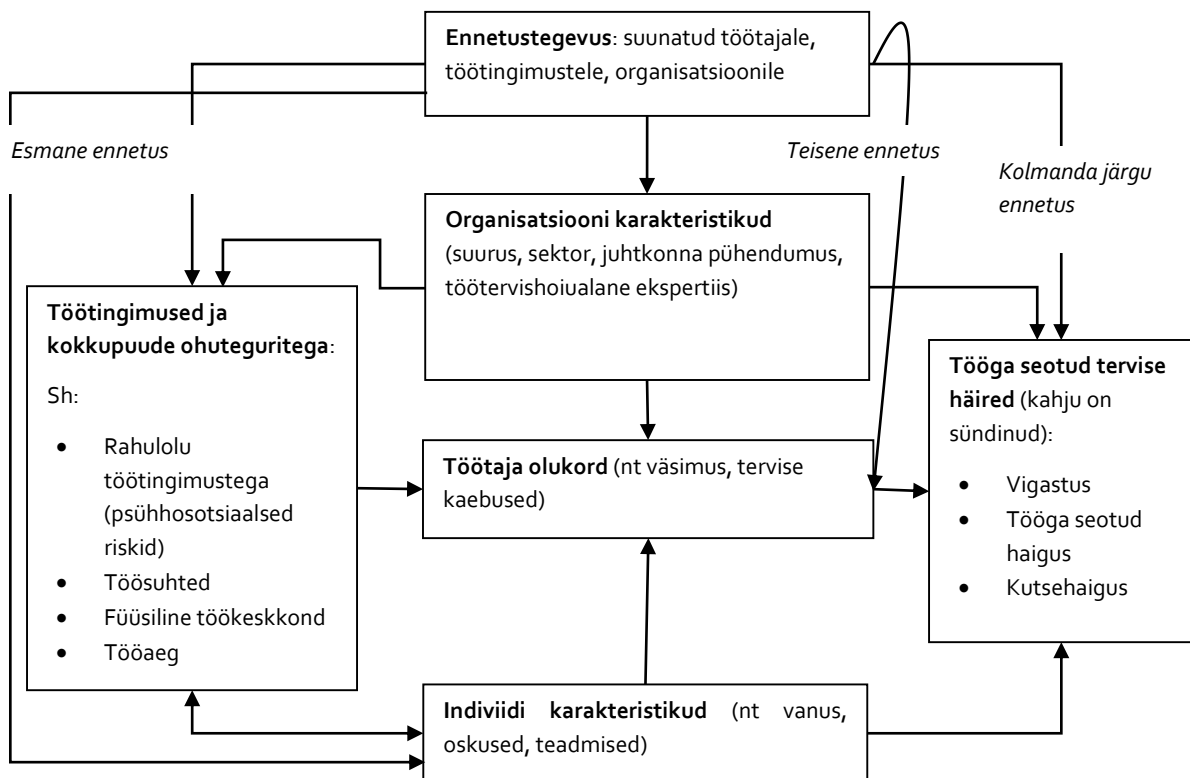 Ennetustegevus: suunatud töötajale,
töötingimustele, organisatsioonile
Esmane ennetus
Teisene ennetus
Kolmanda järgu
ennetus
Organisatsiooni karakteristikud
(suurus, sektor, juhtkonna pühendumus,
töötervishoiualane ekspertiis)
Töötingimused ja
kokkupuude ohuteguritega:
Sh:
• Rahulolu
töötingimustega
(psühhosotsiaalsed
riskid)
• Töösuhted
• Füüsiline töökeskkond
• Tööaeg
Töötaja olukord (nt väsimus, tervise
kaebused)
Tööga seotud tervise
häired (kahju on
sündinud):
• Vigastus
• Tööga seotud
haigus
• Kutsehaigus
Indiviidi karakteristikud (nt vanus,
oskused, teadmised)